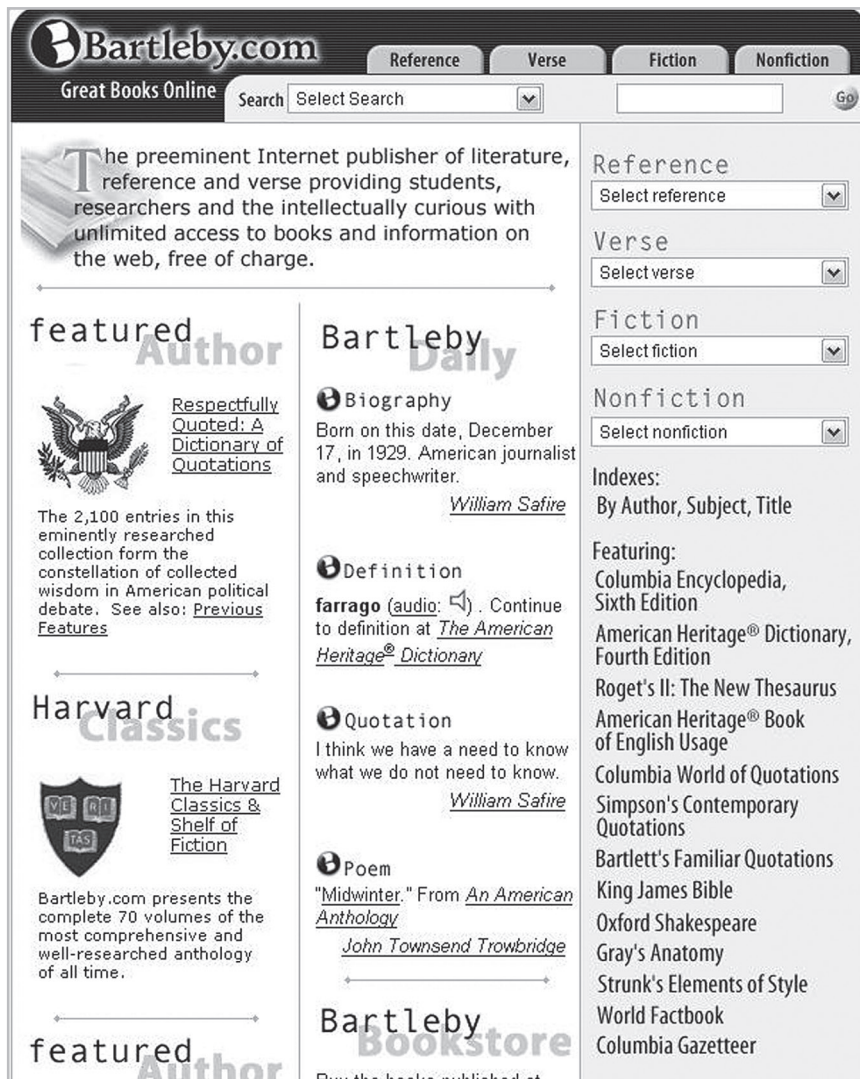 Bartleby.com
Great Books Online
Reference
Verse
Fiction
Nonfiction
Search
Select Search
Go
The preeminent Internet publisher of literature,
reference and verse providing students,
researchers and the intellectually curious with
unlimited access to books and information on
the web, free of charge.
featured
Author
Respectfully
Quoted: A
Dictionary of
Quotations
The 2,100 entries in this
eminently researched
collection form the
constellation of collected
wisdom in American political
debate. See also: Previous
Features
Harvard
Classics
VE RI
TAS
The Harvard
Classics &
Shelf of
Fiction
Bartleby.com presents the
complete 70 volumes of the
most comprehensive and
well-researched anthology
of all time.
featured
Author
Bartleby
Daily
Biography
Born on this date, December
17, in 1929. American journalist
and speechwriter.
William Safire
Definition
farrago (audio: ) . Continue
to definition at The American
Heritage® Dictionary
Quotation
I think we have a need to know
what we do not need to know.
William Safire
Poem
"Midwinter." From An American
Anthology
John Townsend Trowbridge
Bartleby
Bookstore
Buy the books published at
Reference
Select reference
Verse
Select verse
Fiction
Select fiction
Nonfiction
Select nonfiction
Indexes:
By Author, Subject, Title
Featuring:
Columbia Encyclopedia,
Sixth Edition
American Heritage® Dictionary,
Fourth Edition
Roget's II: The New Thesaurus
American Heritage® Book
of English Usage
Columbia World of Quotations
Simpson's Contemporary
Quotations
Bartlett's Familiar Quotations
King James Bible
Oxford Shakespeare
Gray's Anatomy
Strunk's Elements of Style
World Factbook
Columbia Gazetteer